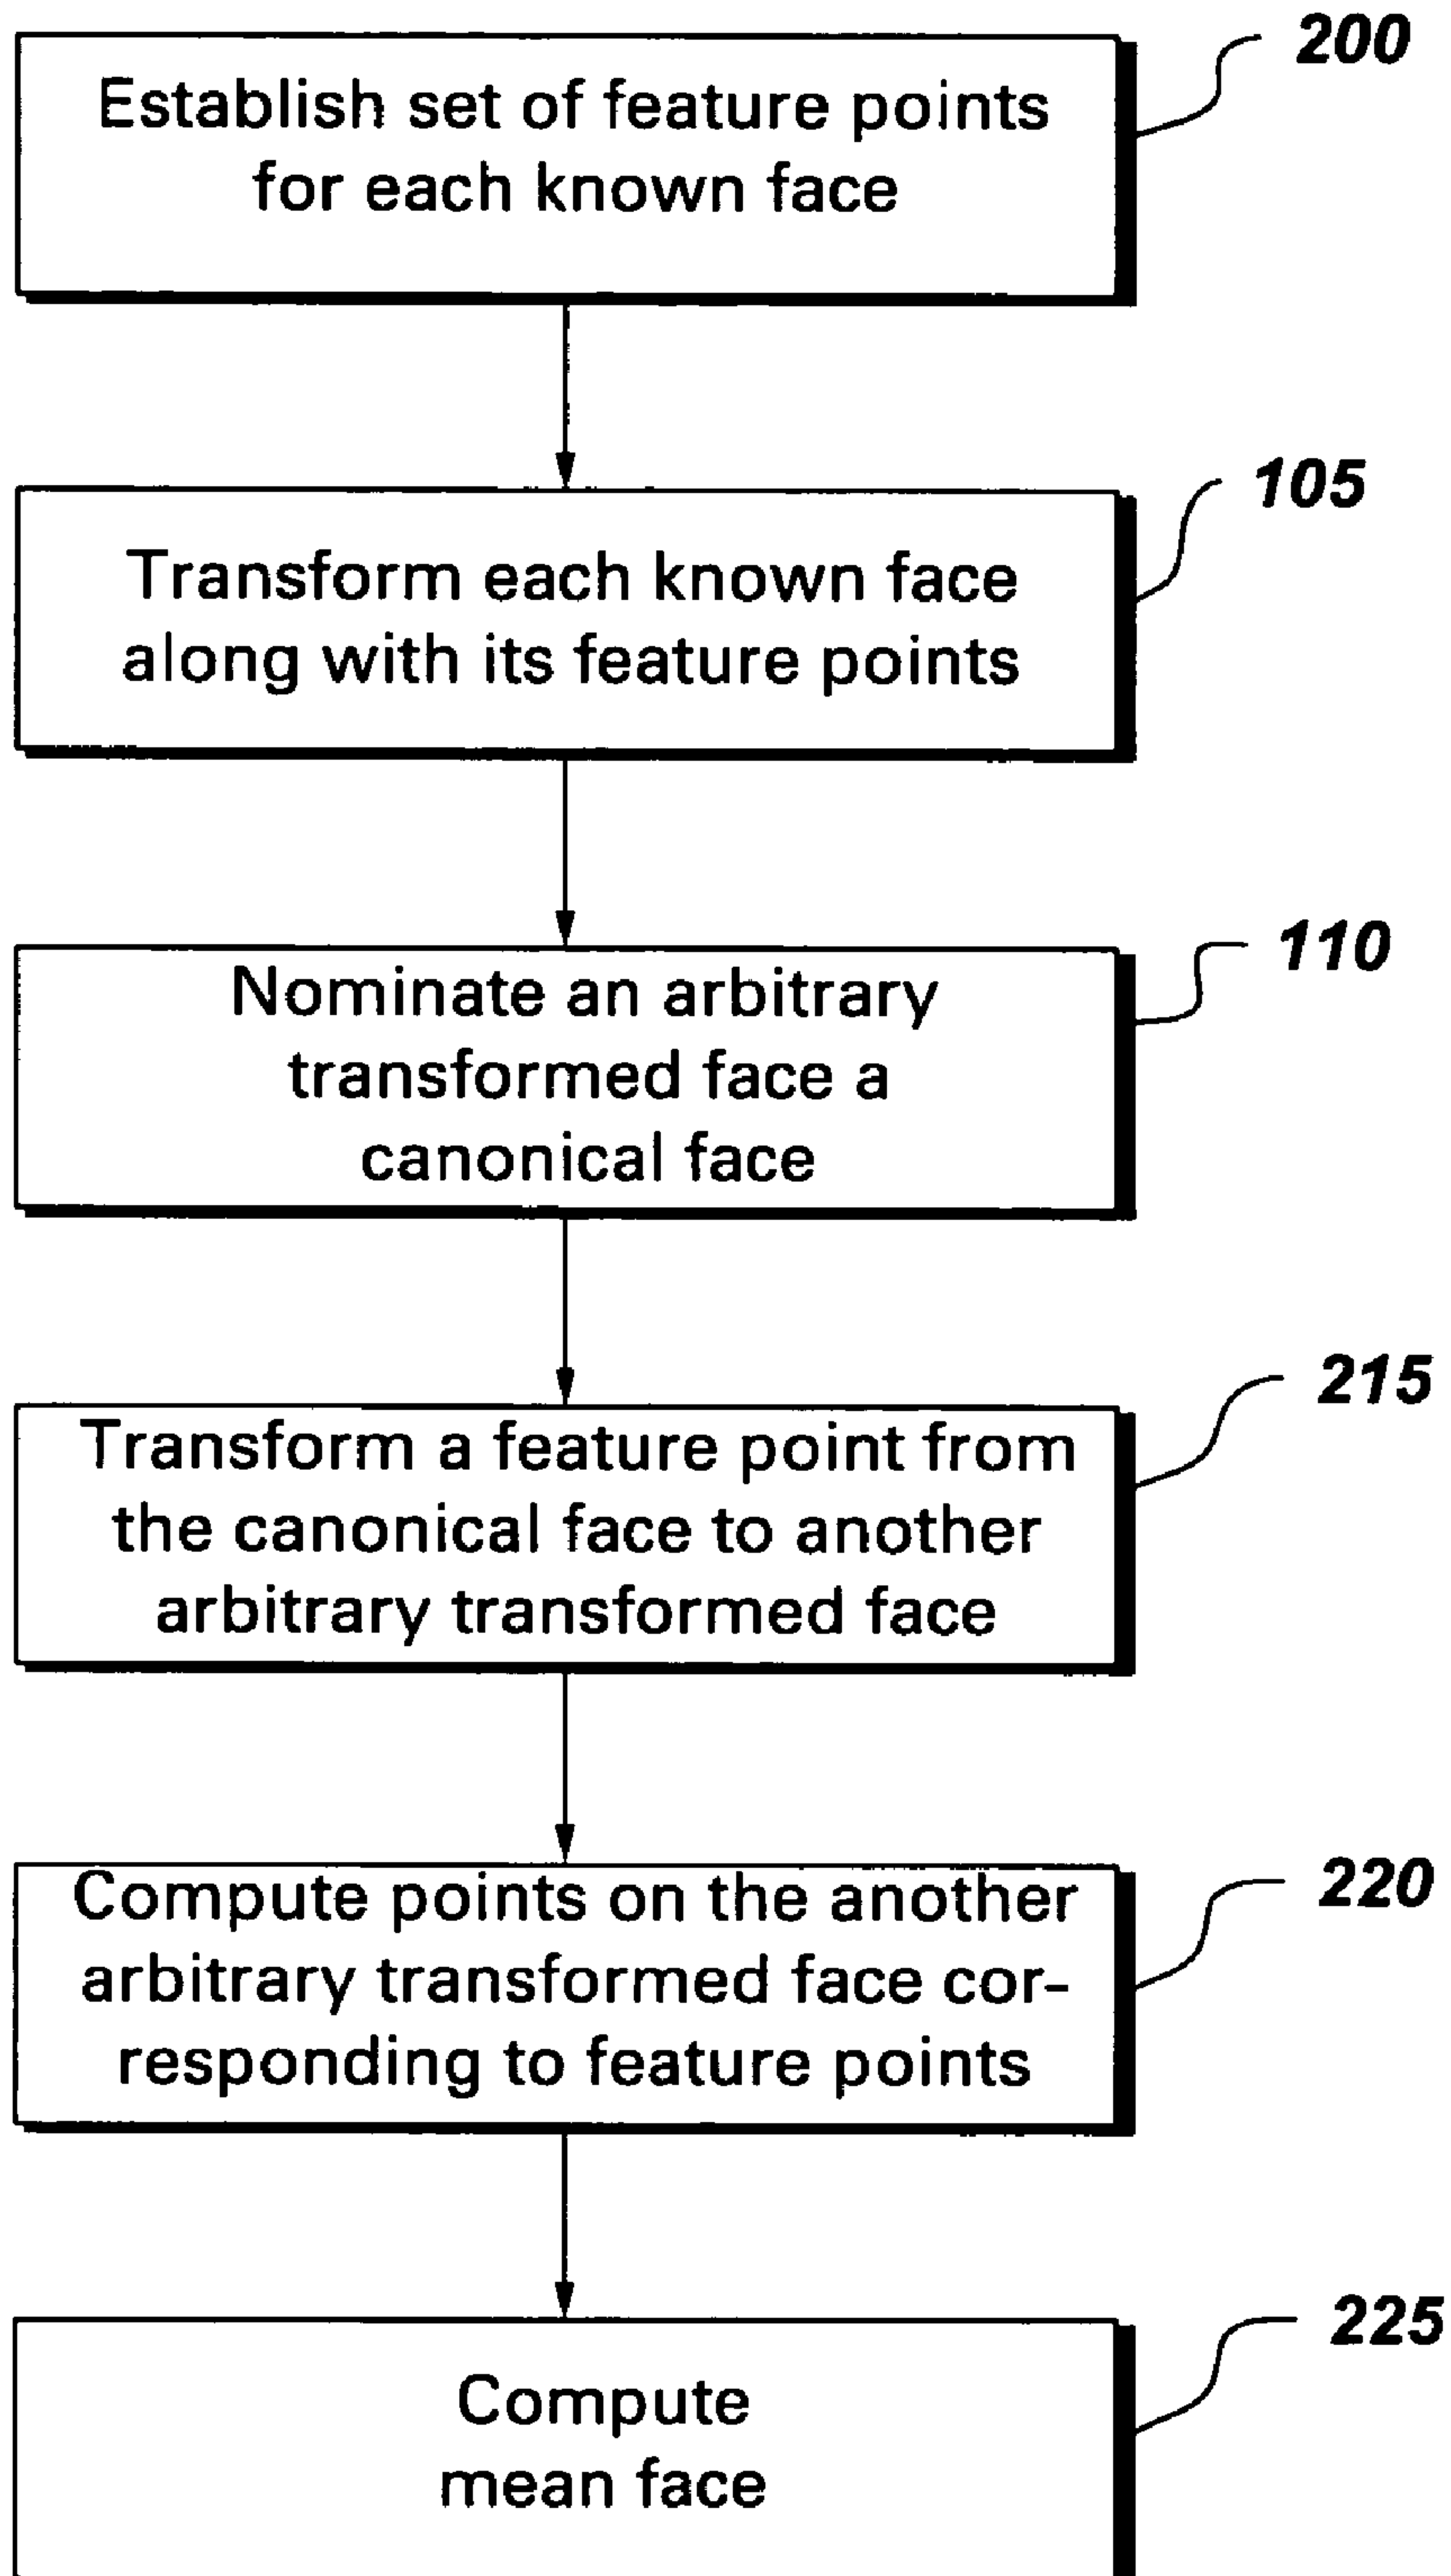 200
Establish set of feature points
for each known face
105
Transform each known face
along with its feature points
110
Nominate an arbitrary
transformed face a
canonical face
215
Transform a feature point from
the canonical face to another
arbitrary transformed face
220
Compute points on the another
arbitrary transformed face cor-
responding to feature points
225
Compute
mean face